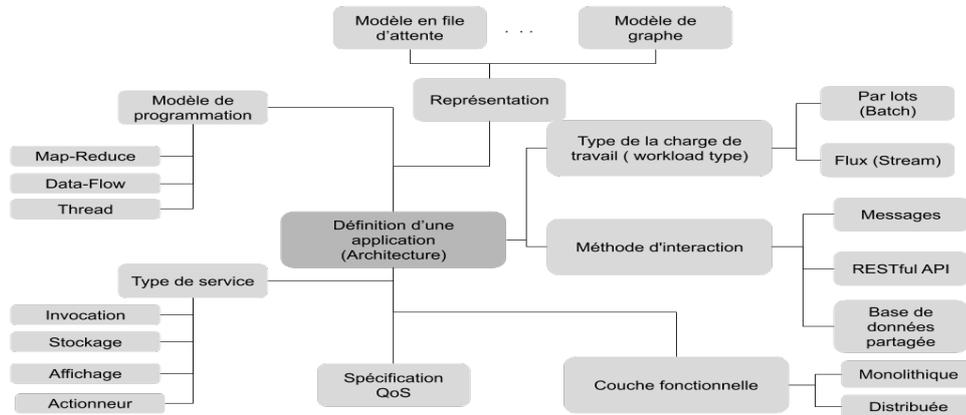 Modèle en file
d'attente
. . .
Modèle de
graphe
Modèle de
programmation
Représentation
Map-Reduce
Data-Flow
Thread
Type de la charge de
travail ( workload type)
Par lots
(Batch)
Flux (Stream)
Définition d'une
application
(Architecture)
Méthode d'interaction
Messages
RESTful API
Base de
données
partagée
Type de service
Invocation
Stockage
Affichage
Actionneur
Spécification
QoS
Couche fonctionnelle
Monolithique
Distribuée